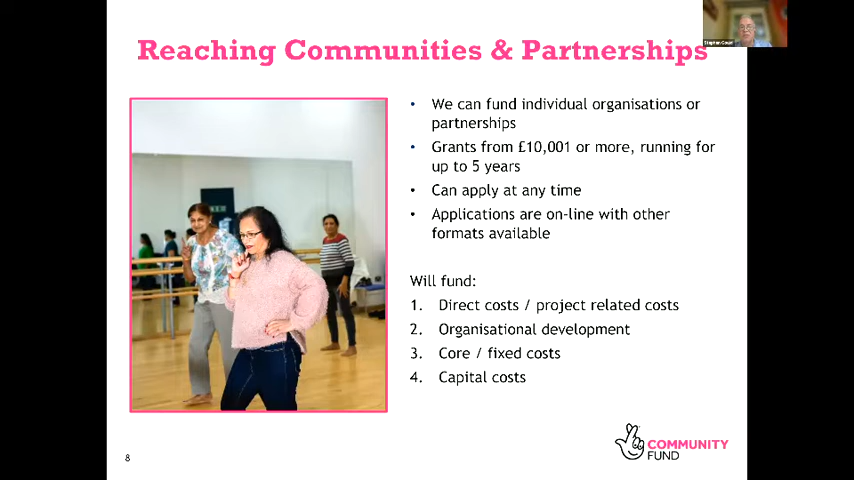 Stephen Court
Reaching Communities & Partnerships
• We can fund individual organisations or
partnerships
• Grants from £10,001 or more, running for
up to 5 years
• Can apply at any time
• Applications are on-line with other
formats available
Will fund:
1. Direct costs / project related costs
2. Organisational development
3. Core / fixed costs
4. Capital costs
COMMUNITY
FUND
8